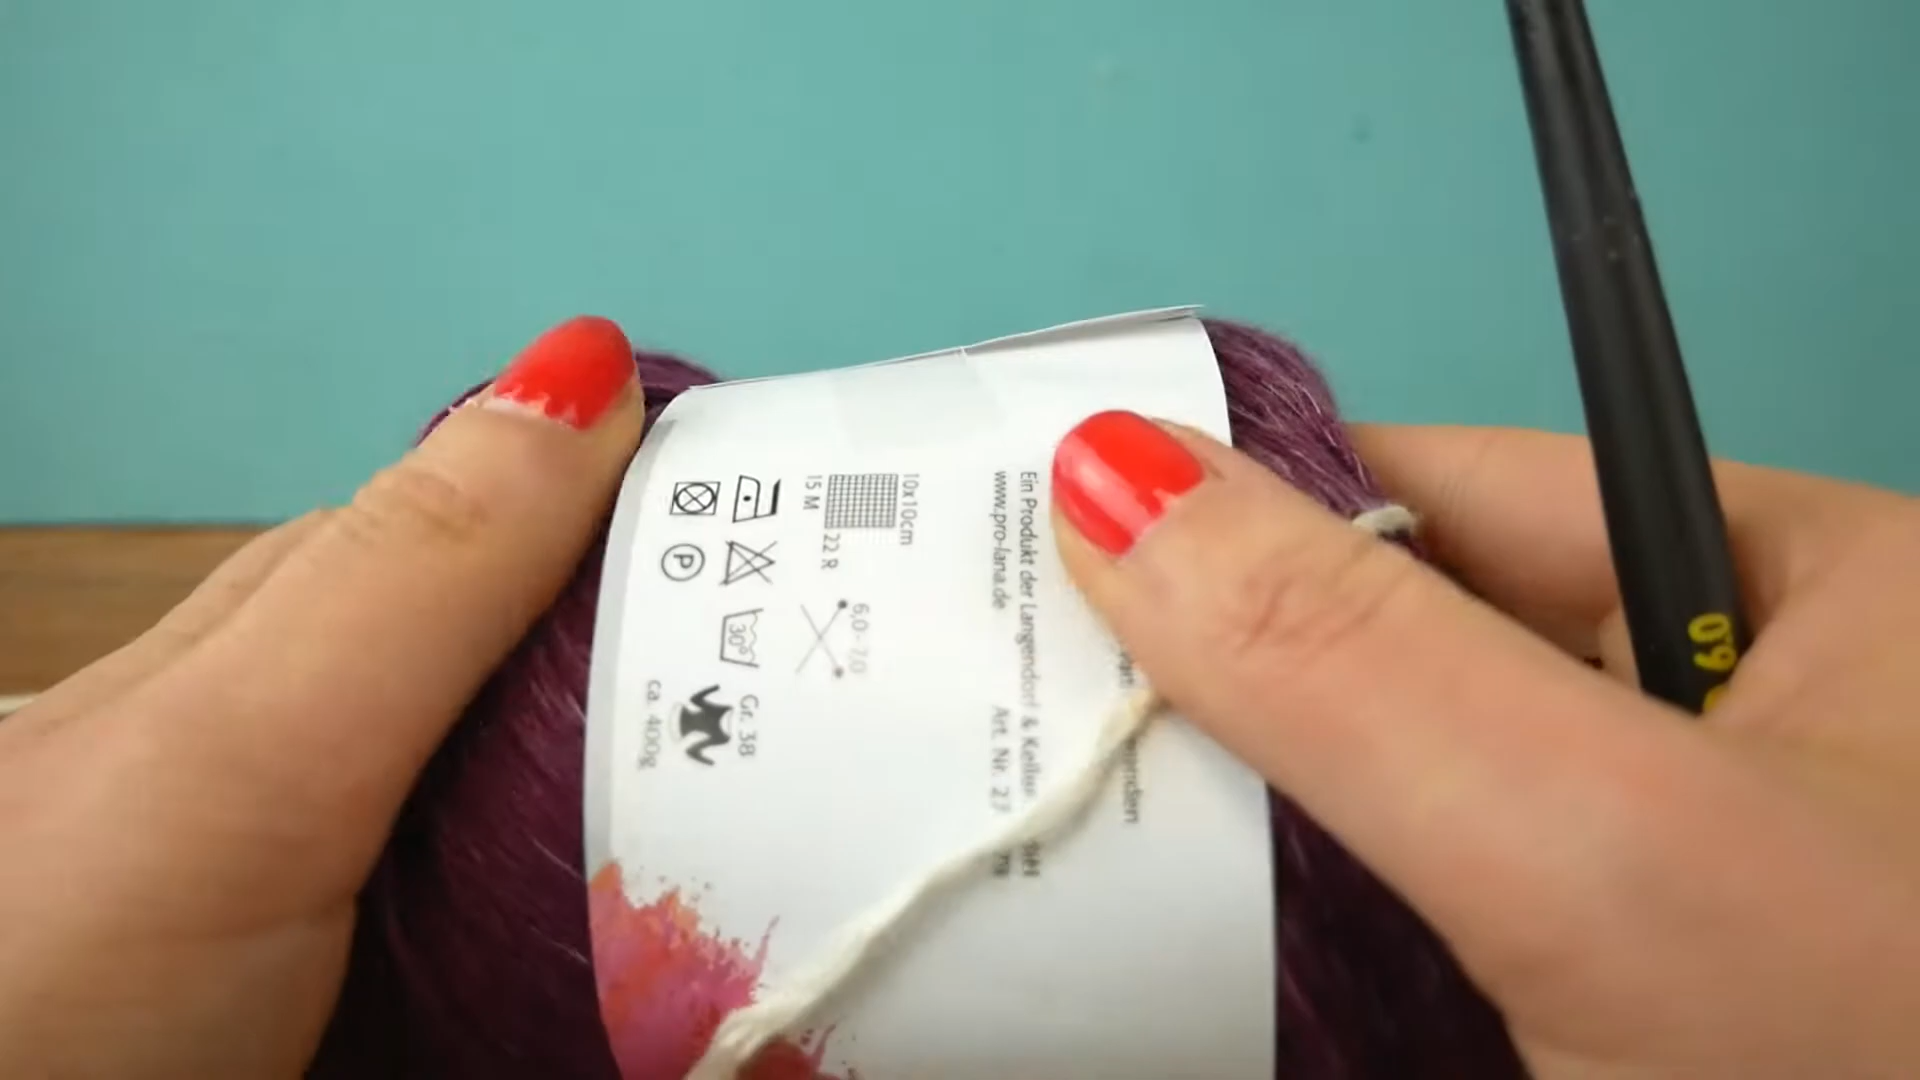 10x10cm
22 R
15 M
6,0-7,0
30°
P
Gr. 38
ca. 400g
Ein Produkt der Langendorf & Keller
www.pro-lana.de
Art. Nr. 27
6.0